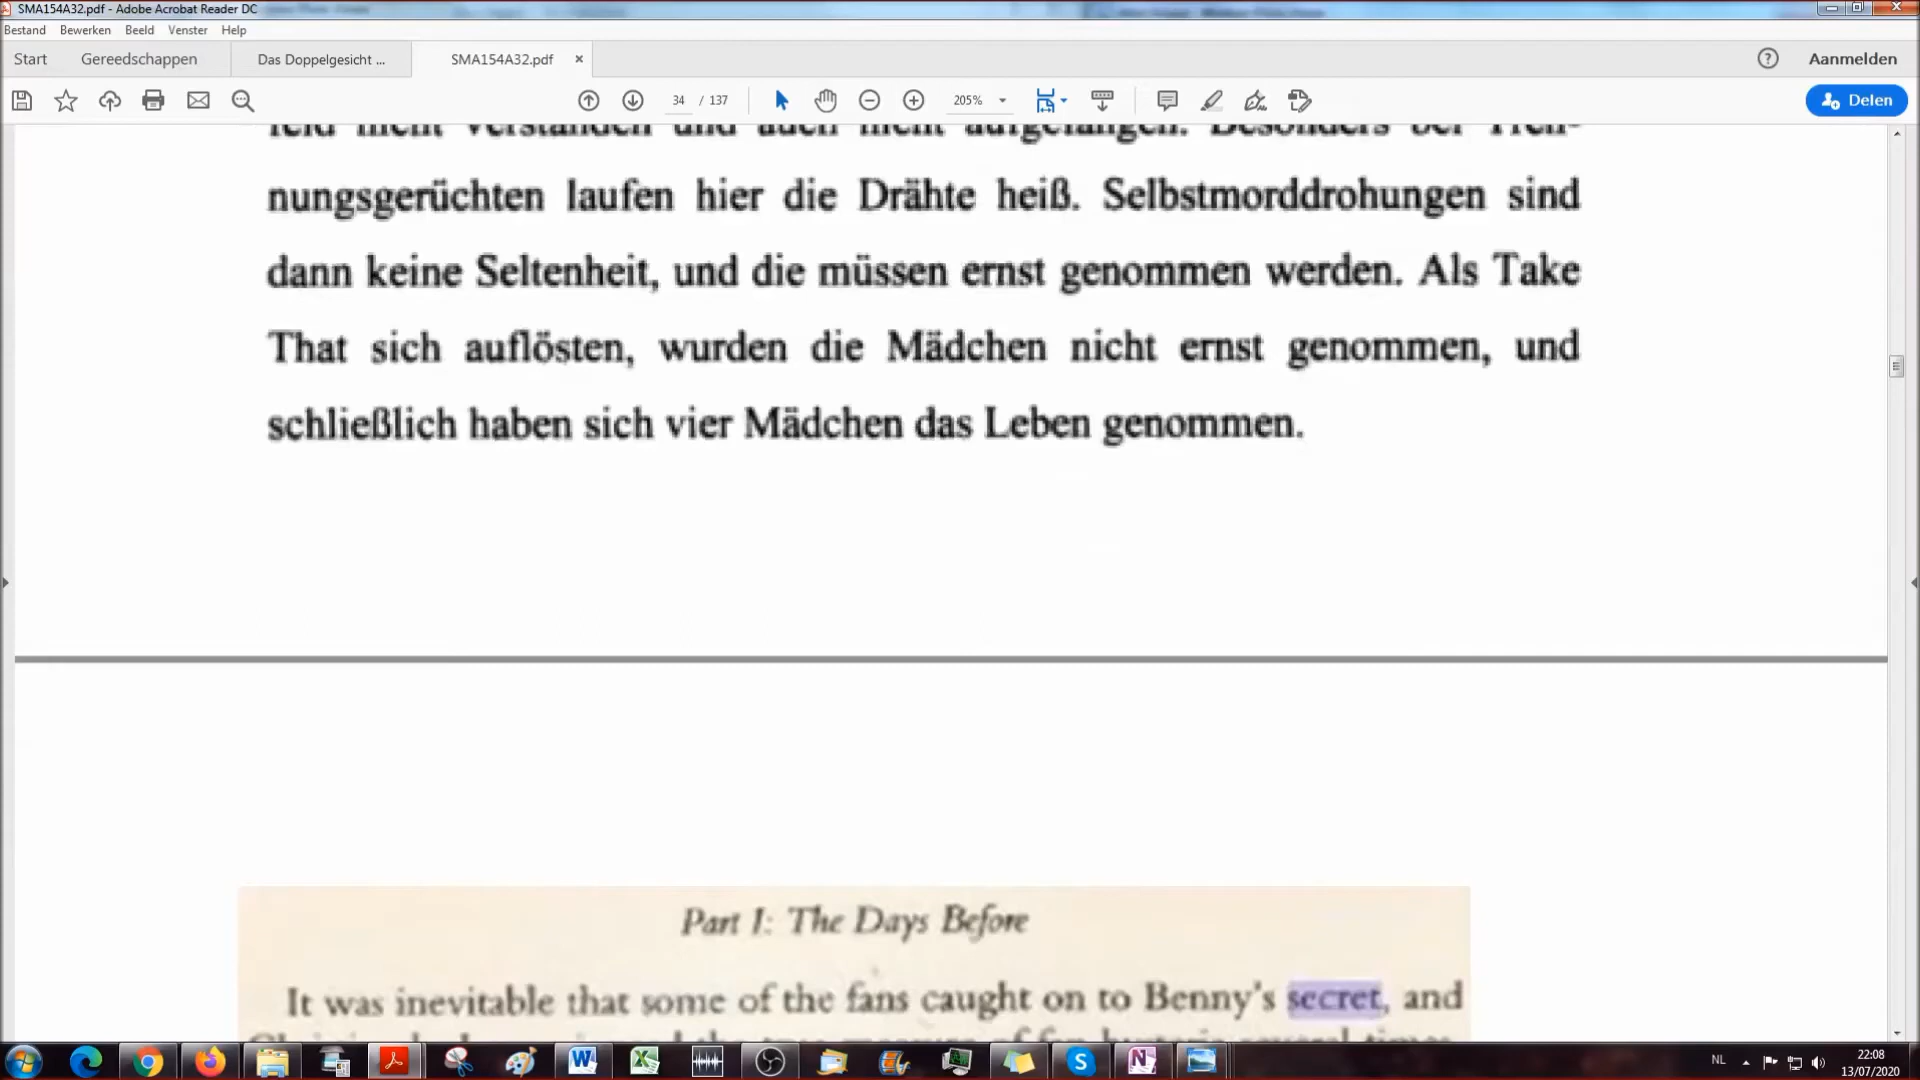 SMA154A32.pdf - Adobe Acrobat Reader DC
Bestand Bewerken Beeld Venster Help
Start Gereedschappen Das Doppelgesicht ... SMA154A32.pdf × Aanmelden
34 / 137 205% Delen
feld nicht verstanden und auch nicht aufgefangen. Besonders bei Tren-
nungsgerüchten laufen hier die Drähte heiß. Selbstmorddrohungen sind
dann keine Seltenheit, und die müssen ernst genommen werden. Als Take
That sich auflösten, wurden die Mädchen nicht ernst genommen, und
schließlich haben sich vier Mädchen das Leben genommen.
Part I: The Days Before
It was inevitable that some of the fans caught on to Benny's secret, and
NL
22:08
13/07/2020